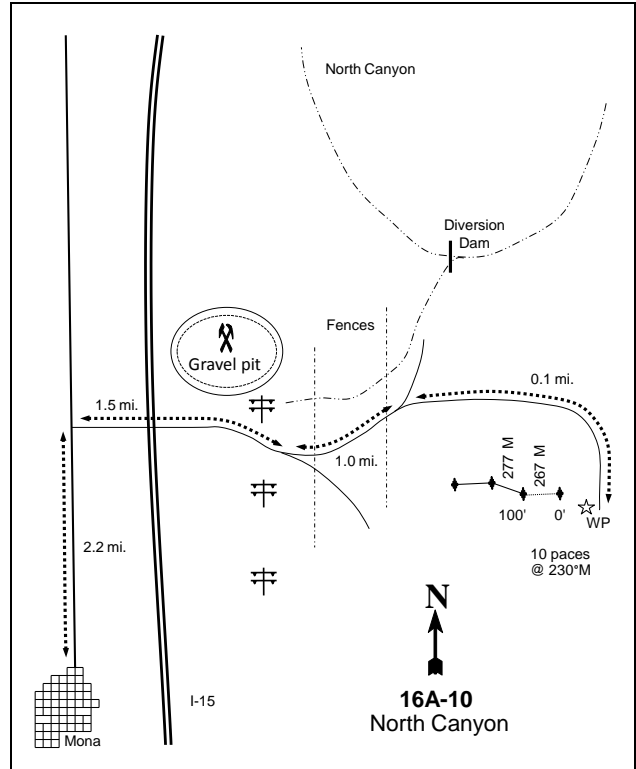 North Canyon
Diversion
Dam
Fences
Gravel pit
1.5 mi.
0.1 mi.
1.0 mi.
277 M
267 M
100'
0'
WP
2.2 mi.
10 paces
@ 230°M
N
16A-10
North Canyon
I-15
Mona